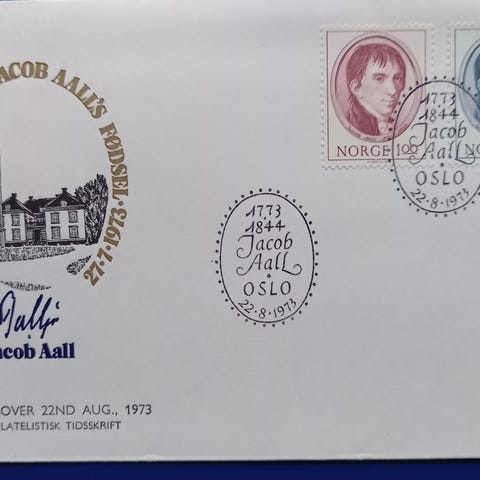 JACOB AALL'S FØDSEL
27·7·1973·
Jacob Aall
OVER 22ND AUG., 1973
LATELISTISK TIDSSKRIFT
1773
1844
Jacob
Aall
OSLO
22·8·1973
NORGE 1.00
NO
1773
1844
Jacob
Aall
OSLO
22·8·1973